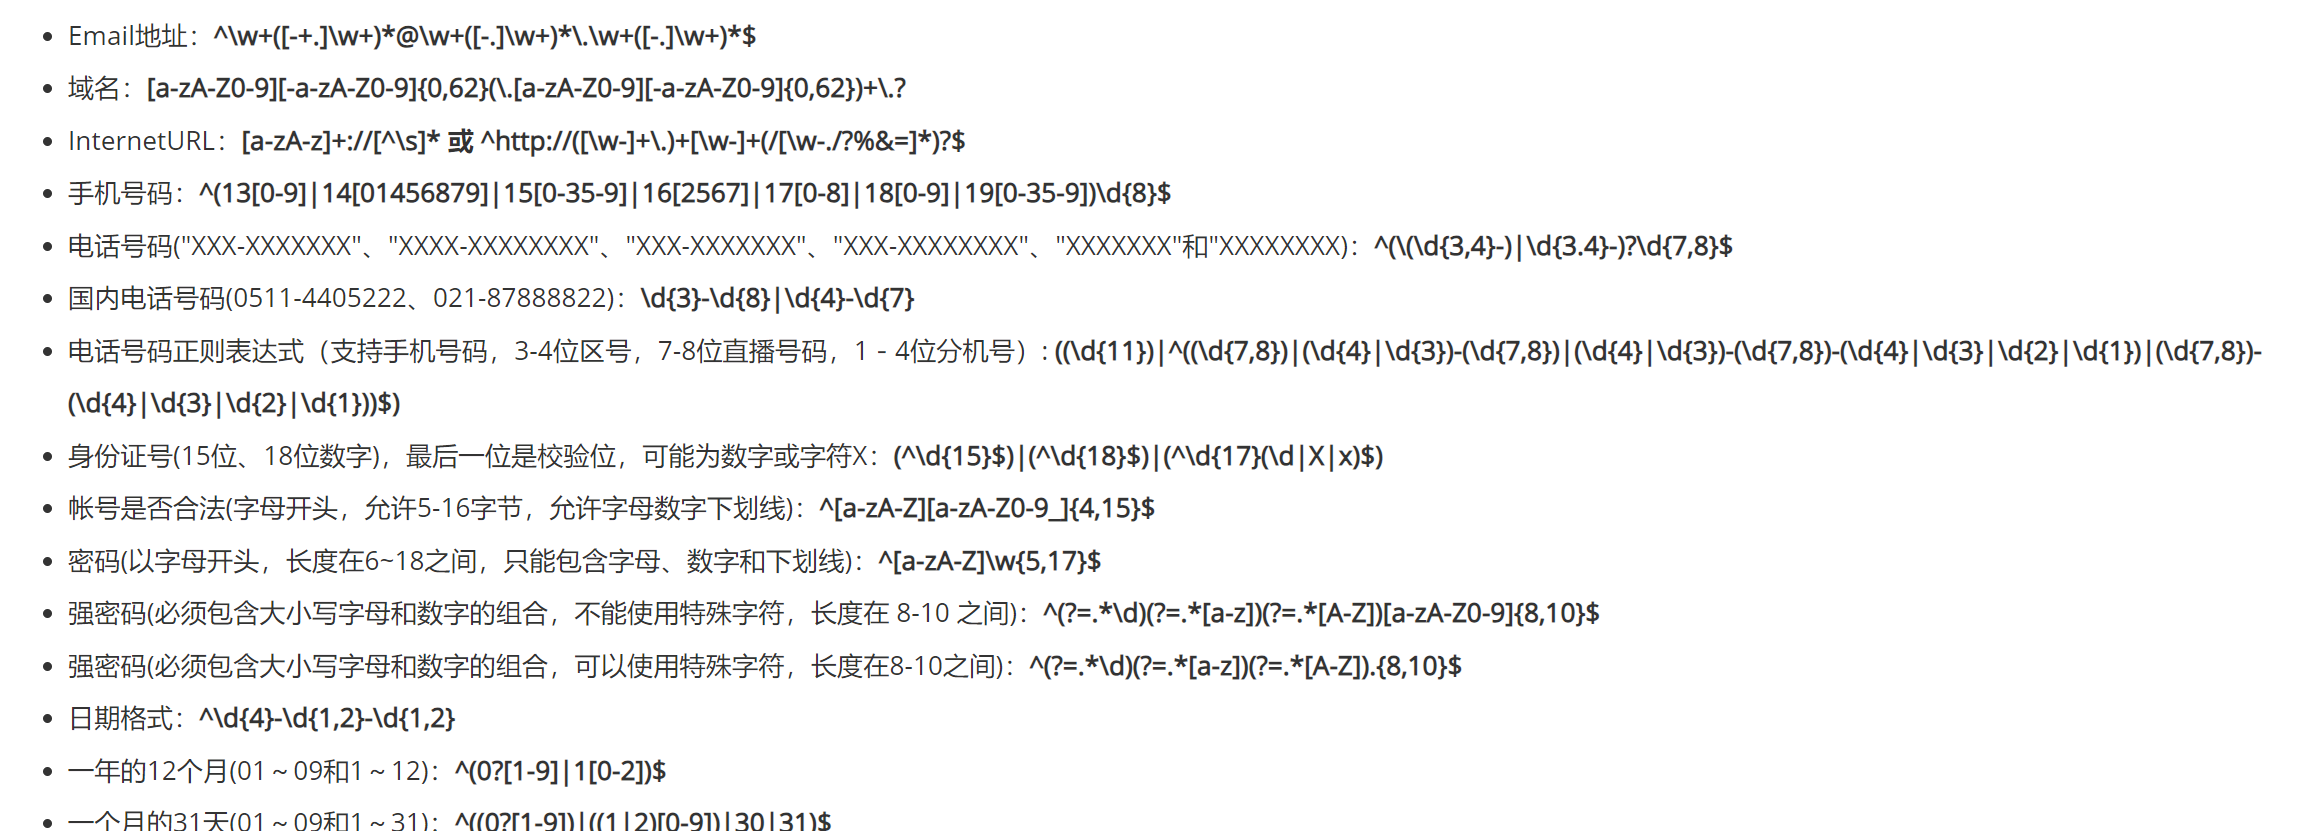 Email地址：^\w+([-+.]\w+)*@\w+([-.]\w+)*\.\w+([-.]\w+)*$
域名：[a-zA-Z0-9][-a-zA-Z0-9]{0,62}(\.[a-zA-Z0-9][-a-zA-Z0-9]{0,62})+\.?
InternetURL：[a-zA-z]+://[^\s]* 或 ^http://([\w-]+\.)+[\w-]+(/[\w-./?%&=]*)?$
手机号码：^(13[0-9]|14[01456879]|15[0-35-9]|16[2567]|17[0-8]|18[0-9]|19[0-35-9])\d{8}$
电话号码("XXX-XXXXXXX"、"XXXX-XXXXXXXX"、"XXX-XXXXXXX"、"XXX-XXXXXXXX"、"XXXXXXX"和"XXXXXXXX)：^(\(\d{3,4}-)|\d{3.4}-)?\d{7,8}$
国内电话号码(0511-4405222、021-87888822)：\d{3}-\d{8}|\d{4}-\d{7}
电话号码正则表达式（支持手机号码，3-4位区号，7-8位直播号码，1－4位分机号）: ((\d{11})|^((\d{7,8})|(\d{4}|\d{3})-(\d{7,8})|(\d{4}|\d{3})-(\d{7,8})-(\d{4}|\d{3}|\d{2}|\d{1})|(\d{7,8})-
(\d{4}|\d{3}|\d{2}|\d{1}))$)
身份证号(15位、18位数字)，最后一位是校验位，可能为数字或字符X：(^\d{15}$)|(^\d{18}$)|(^\d{17}(\d|X|x)$)
帐号是否合法(字母开头，允许5-16字节，允许字母数字下划线)：^[a-zA-Z][a-zA-Z0-9_]{4,15}$
密码(以字母开头，长度在6~18之间，只能包含字母、数字和下划线)：^[a-zA-Z]\w{5,17}$
强密码(必须包含大小写字母和数字的组合，不能使用特殊字符，长度在 8-10 之间)：^(?=.*\d)(?=.*[a-z])(?=.*[A-Z])[a-zA-Z0-9]{8,10}$
强密码(必须包含大小写字母和数字的组合，可以使用特殊字符，长度在8-10之间)：^(?=.*\d)(?=.*[a-z])(?=.*[A-Z]).{8,10}$
日期格式：^\d{4}-\d{1,2}-\d{1,2}
一年的12个月(01～09和1～12)：^(0?[1-9]|1[0-2])$
一个月的31天(01～09和1～31)：^((0?[1-9])|((1|2)[0-9])|30|31)$